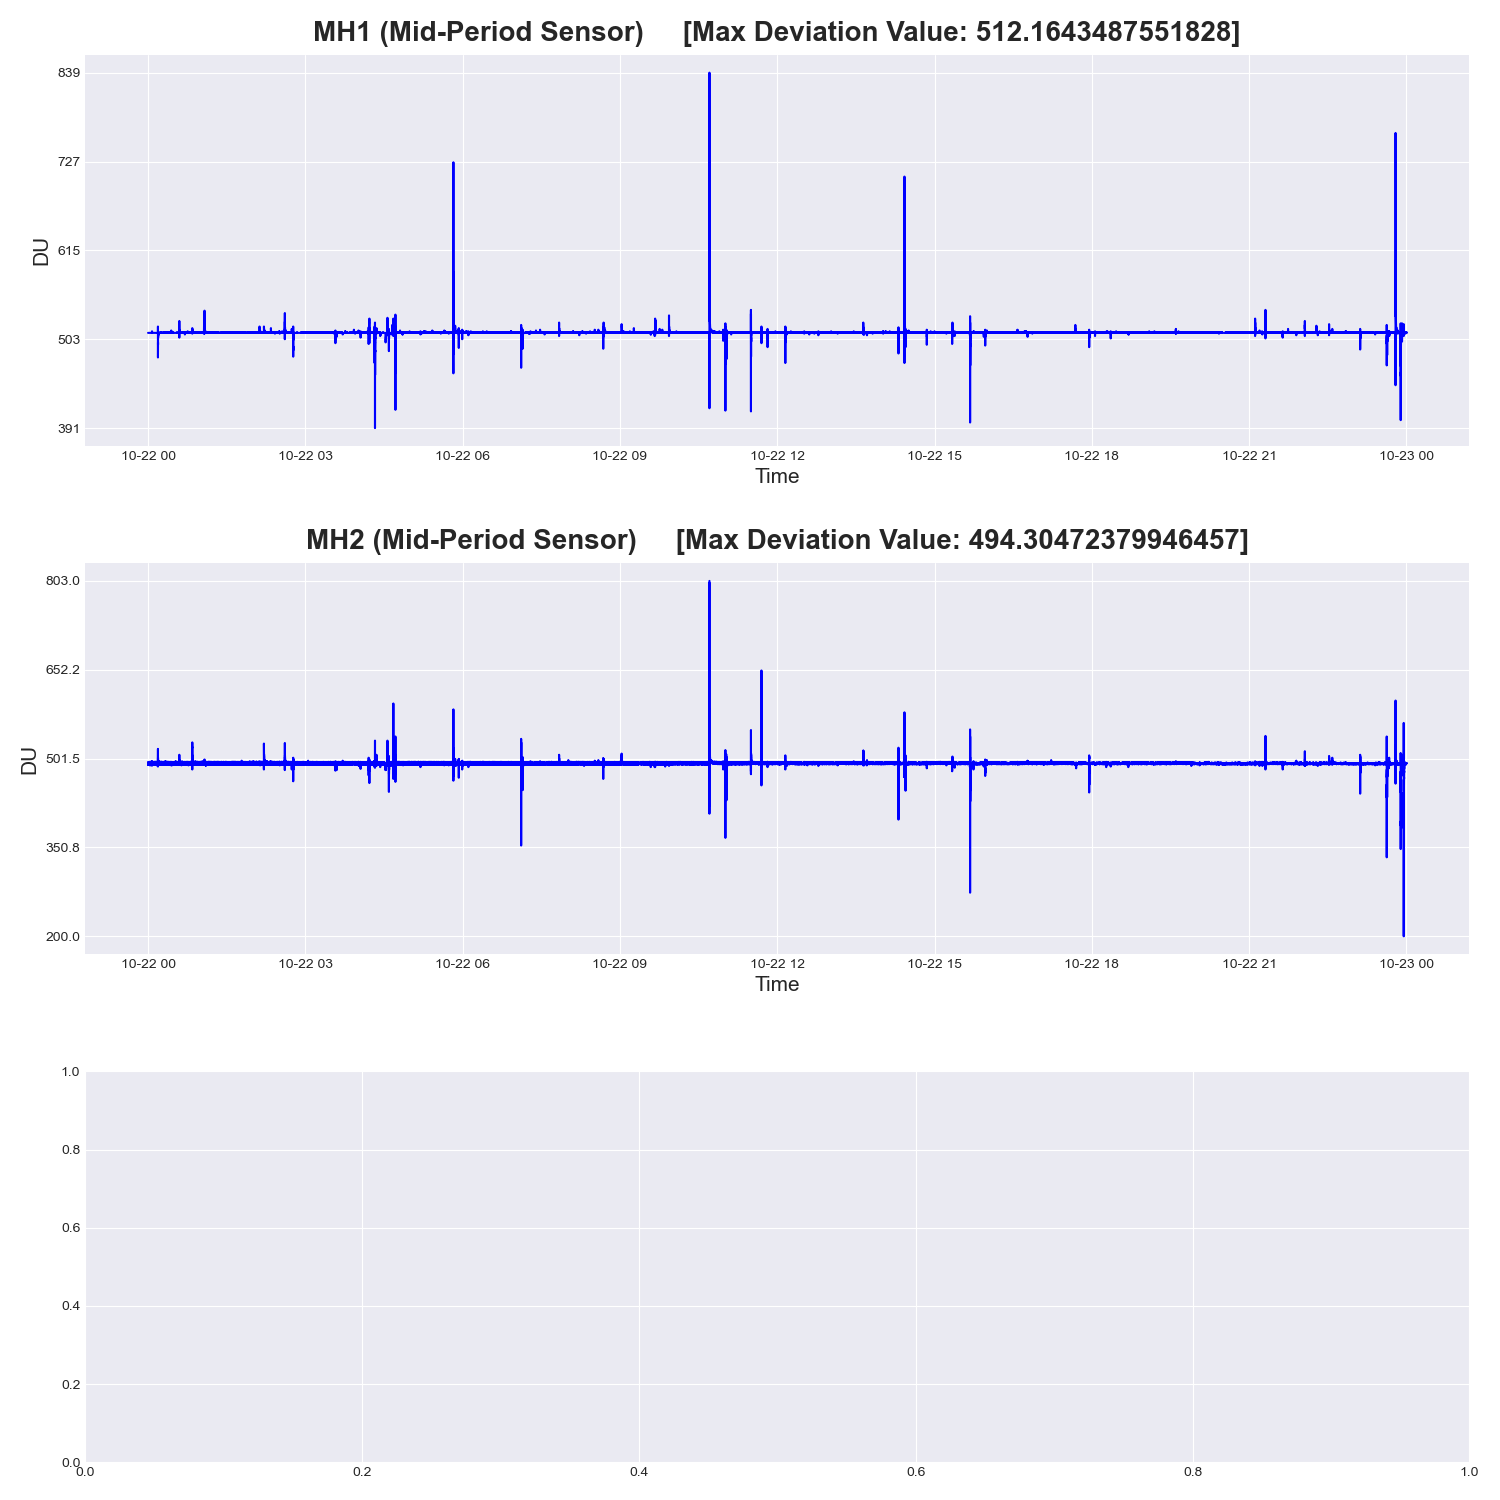 MH1 (Mid-Period Sensor) [Max Deviation Value: 512.1643487551828]
839
727
615
503
391
DU
10-22 00 10-22 03 10-22 06 10-22 09 10-22 12 10-22 15 10-22 18 10-22 21 10-23 00
Time
MH2 (Mid-Period Sensor) [Max Deviation Value: 494.30472379946457]
803.0
652.2
501.5
350.8
200.0
DU
10-22 00 10-22 03 10-22 06 10-22 09 10-22 12 10-22 15 10-22 18 10-22 21 10-23 00
Time
1.0
0.8
0.6
0.4
0.2
0.0
0.0 0.2 0.4 0.6 0.8 1.0